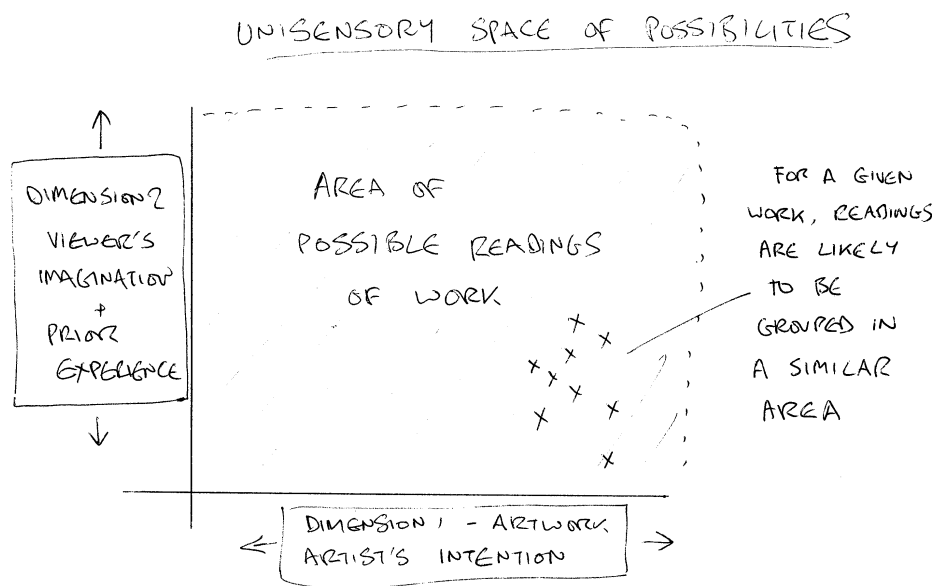 UNISENSORY SPACE OF POSSIBILITIES
DIMENSION 2
VIEWER'S
IMAGINATION
+
PRIOR
EXPERIENCE
AREA OF
POSSIBLE READINGS
OF WORK
FOR A GIVEN
WORK, READINGS
ARE LIKELY
TO BE
GROUPED IN
A SIMILAR
AREA
DIMENSION 1 - ARTWORK
ARTIST'S INTENTION